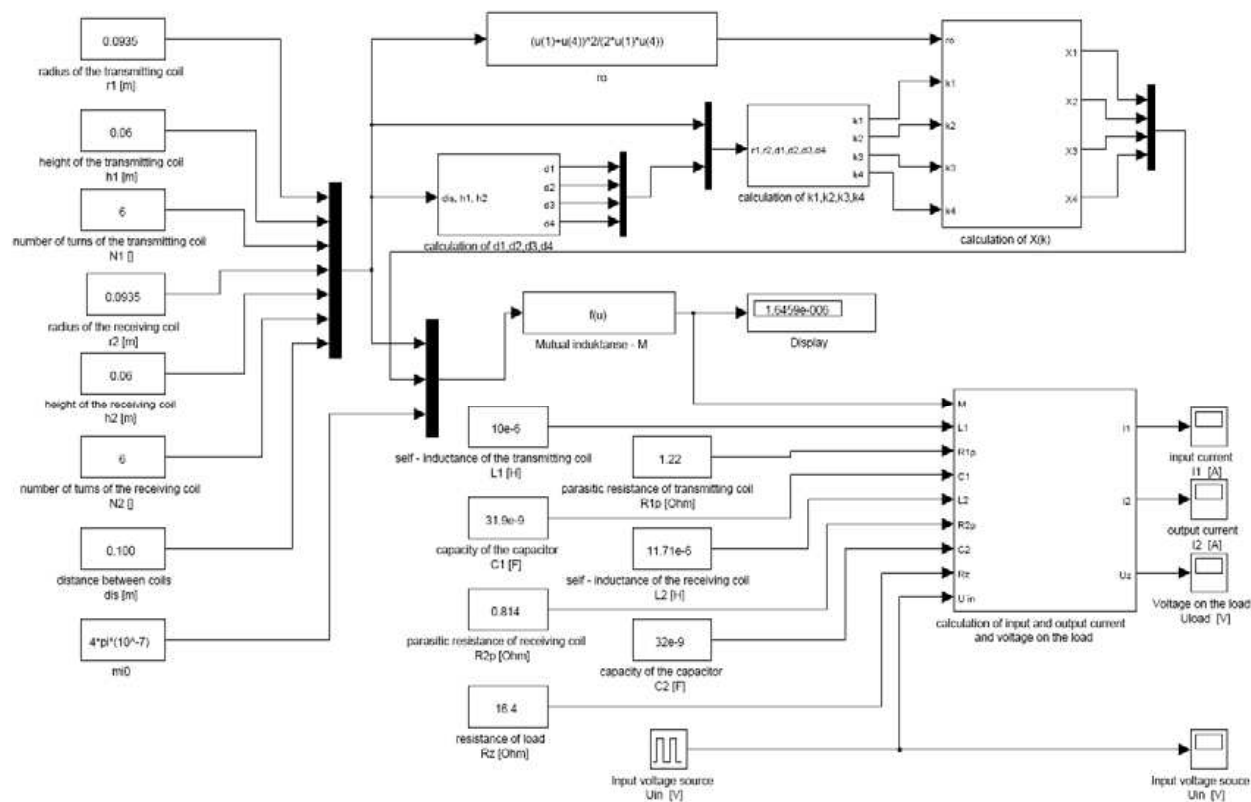 0.0935
radius of the transmitting coil
r1 [m]
0.06
height of the transmitting coil
h1 [m]
6
number of turns of the transmitting coil
N1 []
0.0935
radius of the receiving coil
r2 [m]
0.06
height of the receiving coil
h2 [m]
6
number of turns of the receiving coil
N2 []
0.100
distance between coils
dis [m]
4*pi*(10^-7)
mi0
(u(1)+u(4))^2/(2*u(1)*u(4))
ro
dis, h1, h2
d1
d2
d3
d4
calculation of d1,d2,d3,d4
r1,r2,d1,d2,d3,d4
k1
k2
k3
k4
calculation of k1,k2,k3,k4
ro
k1
k2
k3
k4
X1
X2
X3
X4
calculation of X(k)
f(u)
Mutual induktanse - M
1.6459e-006
Display
10e-6
self - inductance of the transmitting coil
L1 [H]
1.22
parasitic resistance of transmitting coil
R1p [Ohm]
31.9e-9
capacity of the capacitor
C1 [F]
11.71e-6
self - inductance of the receiving coil
L2 [H]
0.814
parasitic resistance of receiving coil
R2p [Ohm]
32e-9
capacity of the capacitor
C2 [F]
16.4
resistance of load
Rz [Ohm]
M
L1
R1p
C1
L2
R2p
C2
Rz
Uin
I1
I2
Uz
calculation of input and output current
and voltage on the load
input current
I1 [A]
output current
I2 [A]
Voltage on the load
Uload [V]
Input voltage source
Uin [V]
Input voltage souce
Uin [V]